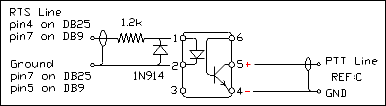 RTS Line
pin4 on DB25
pin7 on DB9
1.2k
1
6
Ground
2
5 +
PTT Line
pin7 on DB25
1N914
REF:C
pin5 on DB9
3
4 -
GND